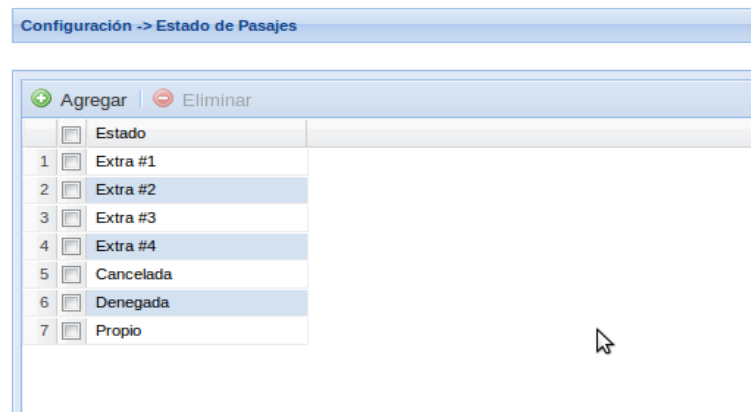 Configuración -> Estado de Pasajes
Agregar Eliminar
Estado
1 Extra #1
2 Extra #2
3 Extra #3
4 Extra #4
5 Cancelada
6 Denegada
7 Propio